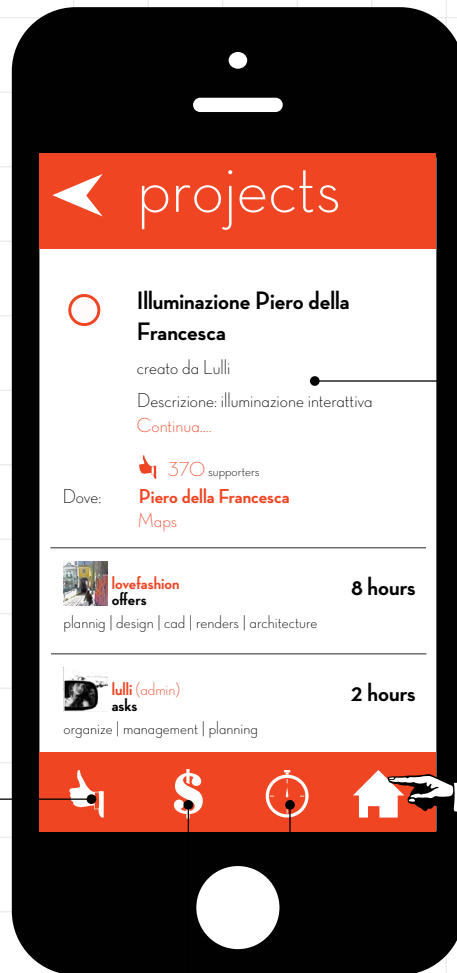 projects
Illuminazione Piero della
Francesca
creato da Lulli
Descrizione: illuminazione interattiva
Continua....
370 supporters
Dove: Piero della Francesca
Maps
lovefashion
offers
8 hours
plannig | design | cad | renders | architecture
lulli (admin)
asks
2 hours
organize | management | planning
$